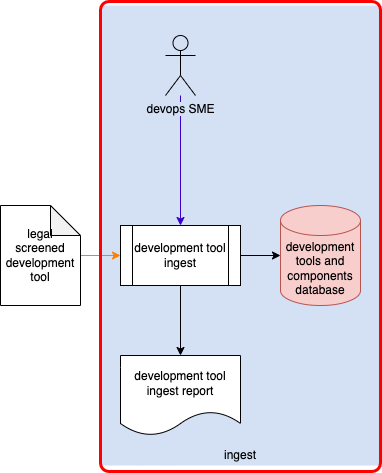 devops SME
legal
screened
development
tool
development tool
ingest
development
tools and
components
database
development tool
ingest report
ingest